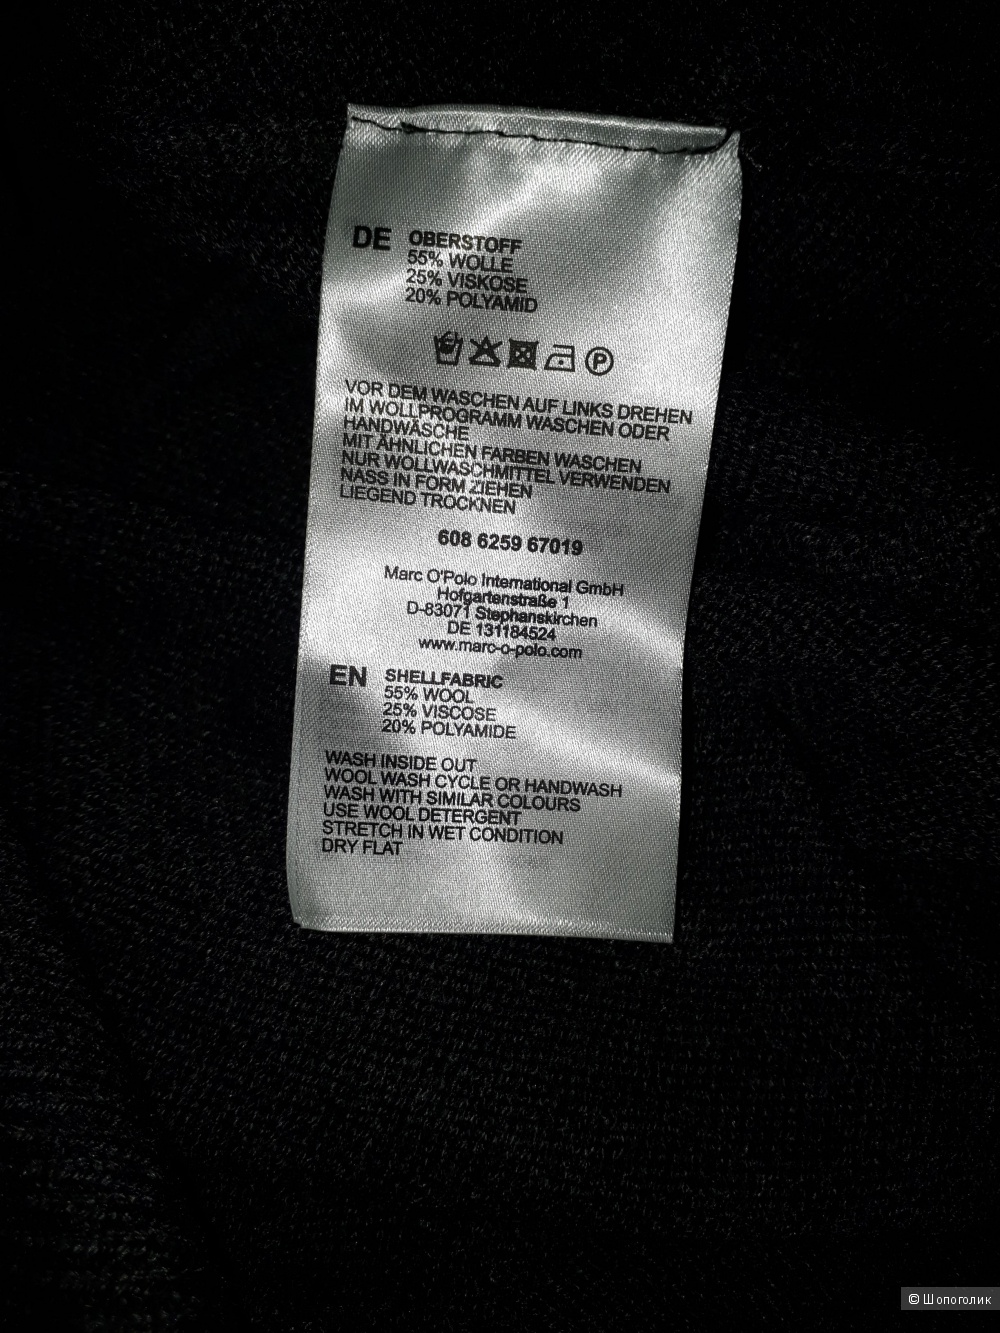 DE OBERSTOFF
55% WOLLE
25% VISKOSE
20% POLYAMID
P
VOR DEM WASCHEN AUF LINKS DREHEN
IM WOLLPROGRAMM WASCHEN ODER
HANDWÄSCHE
MIT ÄHNLICHEN FARBEN WASCHEN
NUR WOLLWASCHMITTEL VERWENDEN
NASS IN FORM ZIEHEN
LIEGEND TROCKNEN
608 6259 67019
Marc O'Polo International GmbH
Hofgartenstraße 1
D-83071 Stephanskirchen
DE 131184524
www.marc-o-polo.com
EN SHELLFABRIC
55% WOOL
25% VISCOSE
20% POLYAMIDE
WASH INSIDE OUT
WOOL WASH CYCLE OR HANDWASH
WASH WITH SIMILAR COLOURS
USE WOOL DETERGENT
STRETCH IN WET CONDITION
DRY FLAT
© Шопоголик